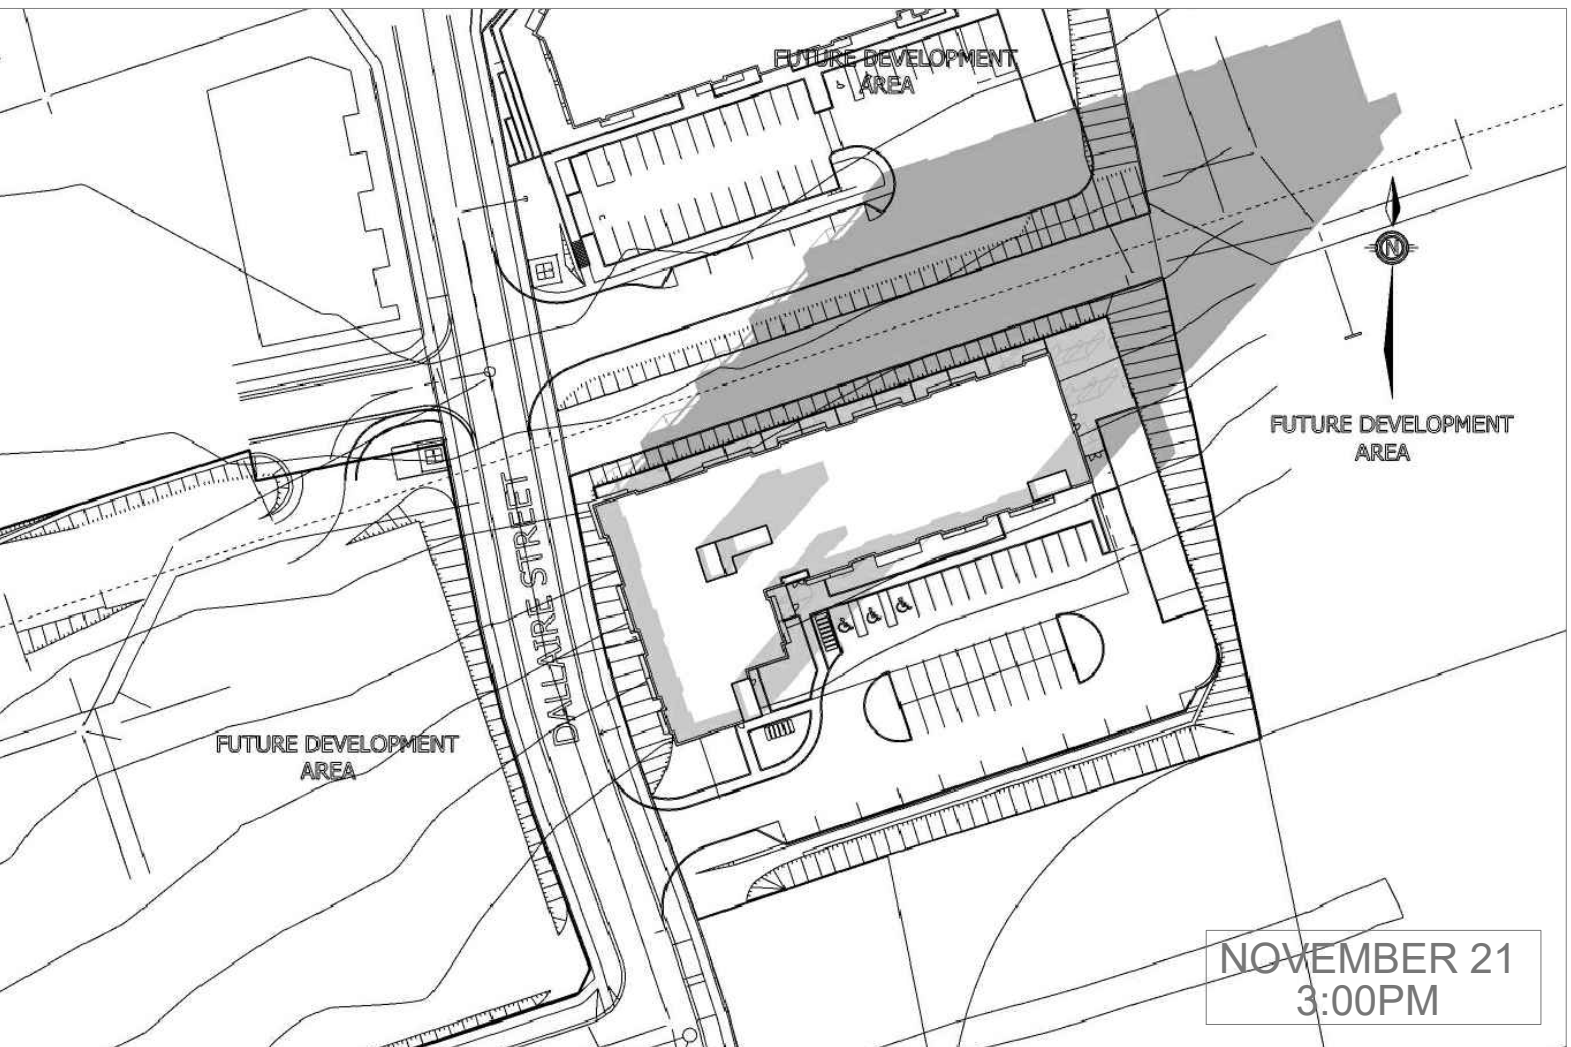 FUTURE DEVELOPMENT
AREA
N
FUTURE DEVELOPMENT
AREA
DALLAIRE STREET
FUTURE DEVELOPMENT
AREA
NOVEMBER 21
3:00PM